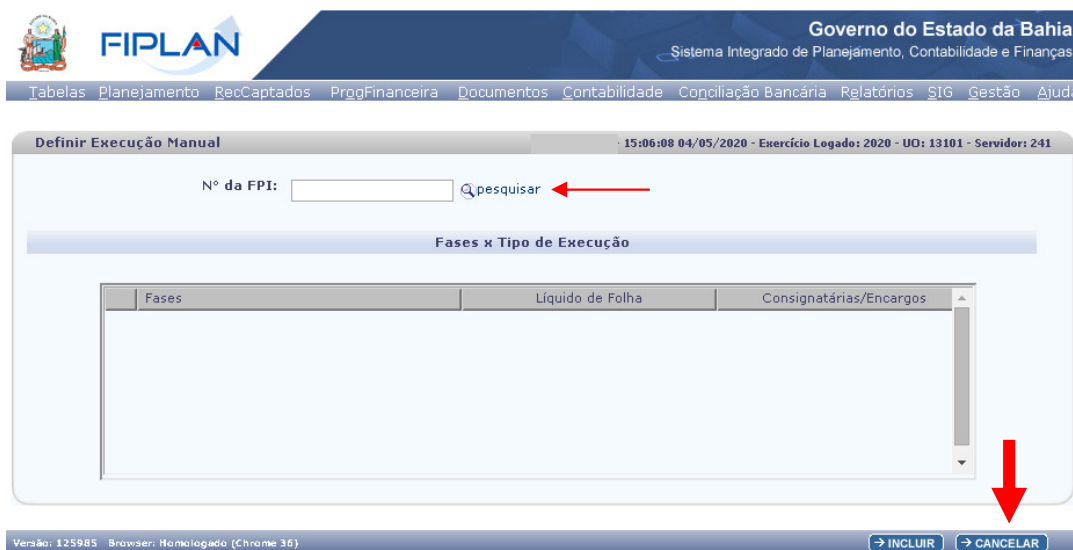 FIPLAN
Governo do Estado da Bahia
Sistema Integrado de Planejamento, Contabilidade e Finanças
Tabelas Planejamento RecCaptados ProgFinanceira Documentos Contabilidade Conciliação Bancária Relatórios SIG Gestão Ajud
Definir Execução Manual
15:06:08 04/05/2020 - Exercício Logado: 2020 - UO: 13101 - Servidor: 241
Nº da FPI: pesquisar
Fases x Tipo de Execução
Fases Líquido de Folha Consignatárias/Encargos
Versão: 125985 Browser: Homologado (Chrome 36) INCLUIR CANCELAR